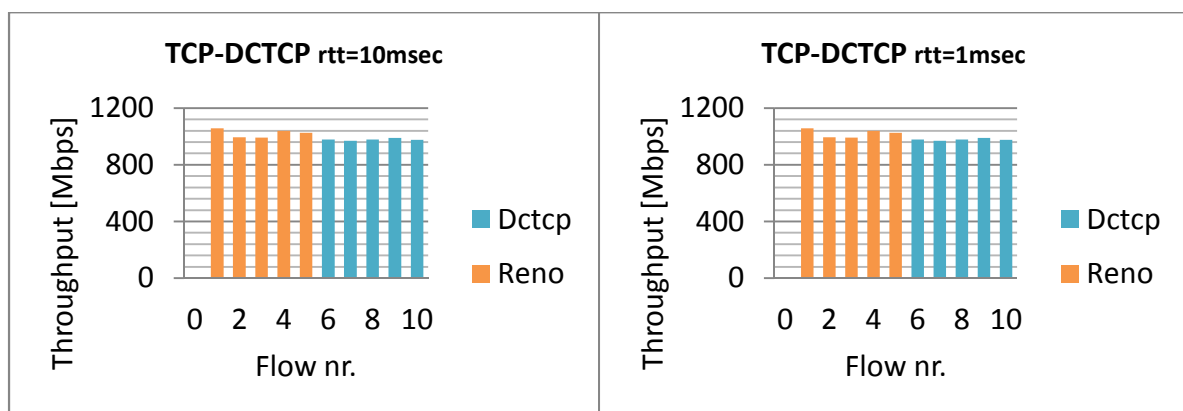 TCP-DCTCP rtt=10msec
Throughput [Mbps]
1200
800
400
0
0 2 4 6 8 10
Flow nr.
Dctcp
Reno
TCP-DCTCP rtt=1msec
Throughput [Mbps]
1200
800
400
0
0 2 4 6 8 10
Flow nr.
Dctcp
Reno